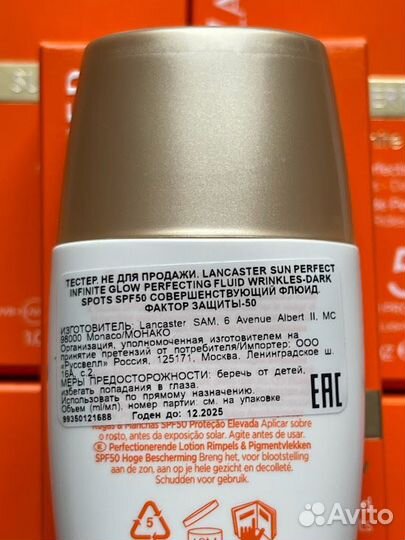 ТЕСТЕР. НЕ ДЛЯ ПРОДАЖИ. LANCASTER SUN PERFECT
INFINITE GLOW PERFECTING FLUID WRINKLES-DARK
SPOTS SPF50 СОВЕРШЕНСТВУЮЩИЙ ФЛЮИД,
ФАКТОР ЗАЩИТЫ-50
ИЗГОТОВИТЕЛЬ: Lancaster SAM. 6 Avenue Albert II, MC
98000 Monaco/МОНАКО
Организация, уполномоченная изготовителем на
принятие претензий от потребителя/Импортер: ООО
«Руссвелл» Россия, 125171, Москва, Ленинградское ш.
16А, с.2.
МЕРЫ ПРЕДОСТОРОЖНОСТИ: беречь от детей,
избегать попадания в глаза.
Использовать по прямому назначению.
Объем (ml/мл), номер партии: см. на упаковке
99350121688 Годен до: 12.2025
EAC
Rugas & Manchas SPF50 Proteção Elevada Aplicar sobre
o rosto, antes da exposição solar. Agite antes de usar.
Perfectionerende Lotion Rimpels & Pigmentvlekken
SPF50 Hoge Bescherming Breng het, voor blootstelling
aan de zon, aan op je hele gezicht en decolleté.
Schudden voor gebruik.
5
Avito